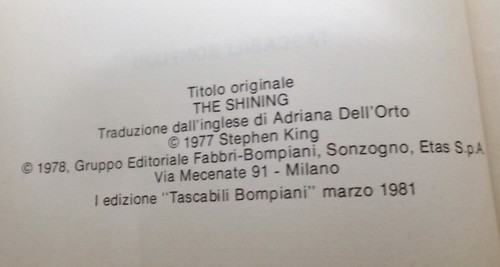 Titolo originale
THE SHINING
Traduzione dall'inglese di Adriana Dell'Orto
© 1977 Stephen King
© 1978, Gruppo Editoriale Fabbri-Bompiani, Sonzogno, Etas S.p.A
Via Mecenate 91 - Milano
I edizione "Tascabili Bompiani" marzo 1981